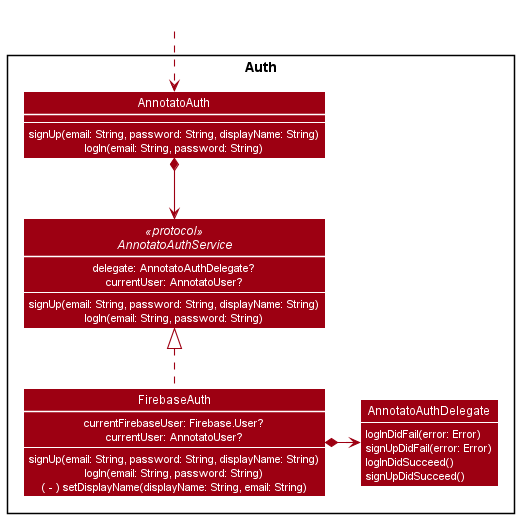 Auth
AnnotatoAuth
signUp(email: String, password: String, displayName: String)
logIn(email: String, password: String)
«protocol»
AnnotatoAuthService
delegate: AnnotatoAuthDelegate?
currentUser: AnnotatoUser?
signUp(email: String, password: String, displayName: String)
logIn(email: String, password: String)
FirebaseAuth
currentFirebaseUser: Firebase.User?
currentUser: AnnotatoUser?
signUp(email: String, password: String, displayName: String)
logIn(email: String, password: String)
( - ) setDisplayName(displayName: String, email: String)
AnnotatoAuthDelegate
logInDidFail(error: Error)
signUpDidFail(error: Error)
logInDidSucceed()
signUpDidSucceed()